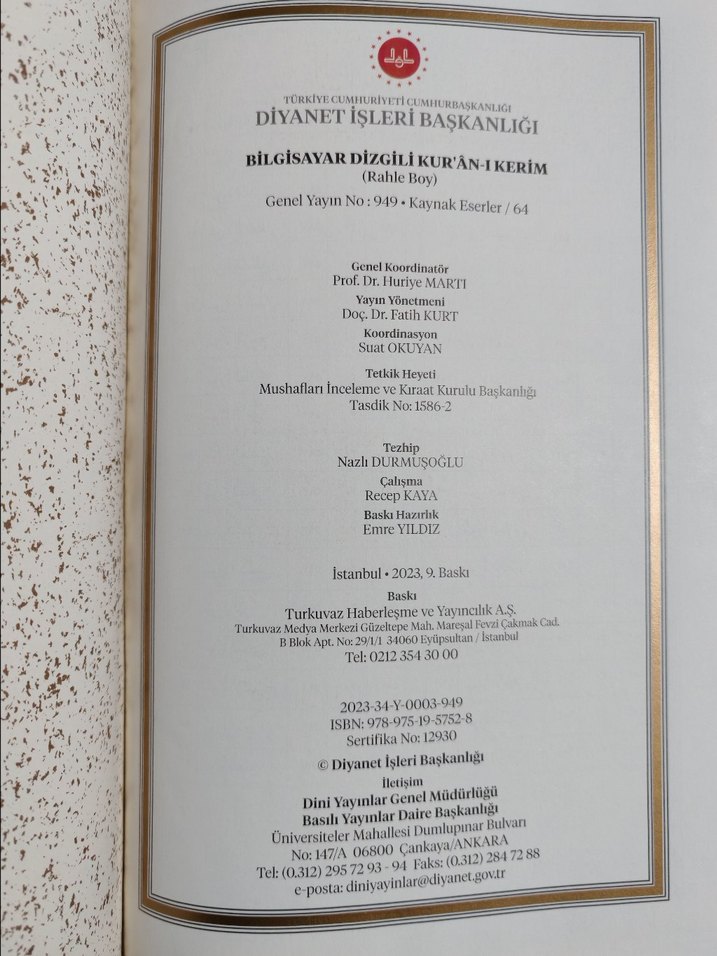 TÜRKİYE CUMHURİYETİ CUMHURBAŞKANLIĞI
DİYANET İŞLERİ BAŞKANLIĞI
BİLGİSAYAR DİZGİLİ KUR'ÂN-I KERİM
(Rahle Boy)
Genel Yayın No : 949 • Kaynak Eserler / 64
Genel Koordinatör
Prof. Dr. Huriye MARTI
Yayın Yönetmeni
Doç. Dr. Fatih KURT
Koordinasyon
Suat OKUYAN
Tetkik Heyeti
Mushafları İnceleme ve Kıraat Kurulu Başkanlığı
Tasdik No: 1586-2
Tezhip
Nazlı DURMUŞOĞLU
Çalışma
Recep KAYA
Baskı Hazırlık
Emre YILDIZ
İstanbul • 2023, 9. Baskı
Baskı
Turkuvaz Haberleşme ve Yayıncılık A.Ş.
Turkuvaz Medya Merkezi Güzeltepe Mah. Mareşal Fevzi Çakmak Cad.
B Blok Apt. No: 29/1/1 34060 Eyüpsultan / İstanbul
Tel: 0212 354 30 00
2023-34-Y-0003-949
ISBN: 978-975-19-5752-8
Sertifika No: 12930
© Diyanet İşleri Başkanlığı
İletişim
Dini Yayınlar Genel Müdürlüğü
Basılı Yayınlar Daire Başkanlığı
Üniversiteler Mahallesi Dumlupınar Bulvarı
No: 147/A 06800 Çankaya/ANKARA
Tel: (0.312) 295 72 93 - 94 Faks: (0.312) 284 72 88
e-posta: diniyayinlar@diyanet.gov.tr